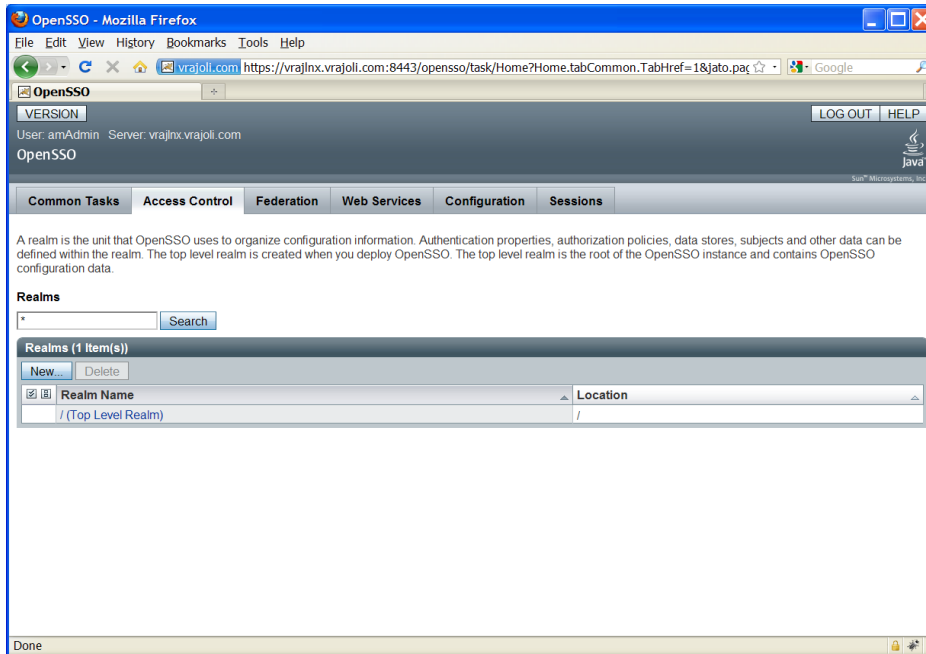 OpenSSO - Mozilla Firefox
File Edit View History Bookmarks Tools Help
vrajoli.com https://vrajlnx.vrajoli.com:8443/opensso/task/Home?Home.tabCommon.TabHref=1&jato.pag Google
OpenSSO
VERSION LOG OUT HELP
User: amAdmin Server: vrajlnx.vrajoli.com
OpenSSO
Java
Sun™ Microsystems, Inc
Common Tasks Access Control Federation Web Services Configuration Sessions
A realm is the unit that OpenSSO uses to organize configuration information. Authentication properties, authorization policies, data stores, subjects and other data can be
defined within the realm. The top level realm is created when you deploy OpenSSO. The top level realm is the root of the OpenSSO instance and contains OpenSSO
configuration data.
Realms
* Search
Realms (1 Item(s))
New... Delete
Realm Name Location
/ (Top Level Realm) /
Done